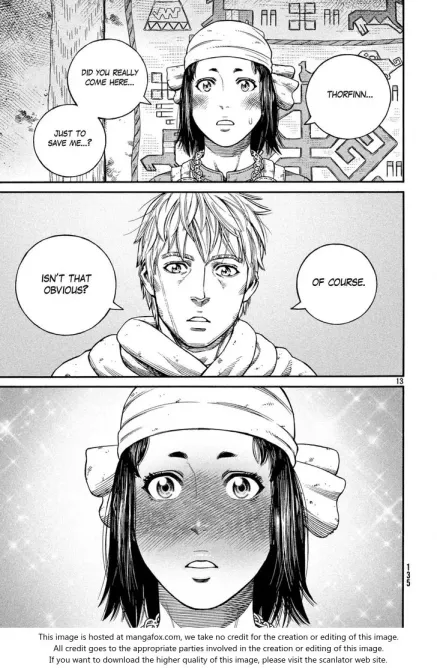 THORFINN...
DID YOU REALLY
COME HERE...
JUST TO
SAVE ME...?
OF COURSE.
ISN'T THAT
OBVIOUS?
13
135
This image is hosted at mangafox.com, we take no credit for the creation or editing of this image.
All credit goes to the appropriate parties involved in the creation or editing of this image.
If you want to download the higher quality of this image, please visit the scanlator web site.